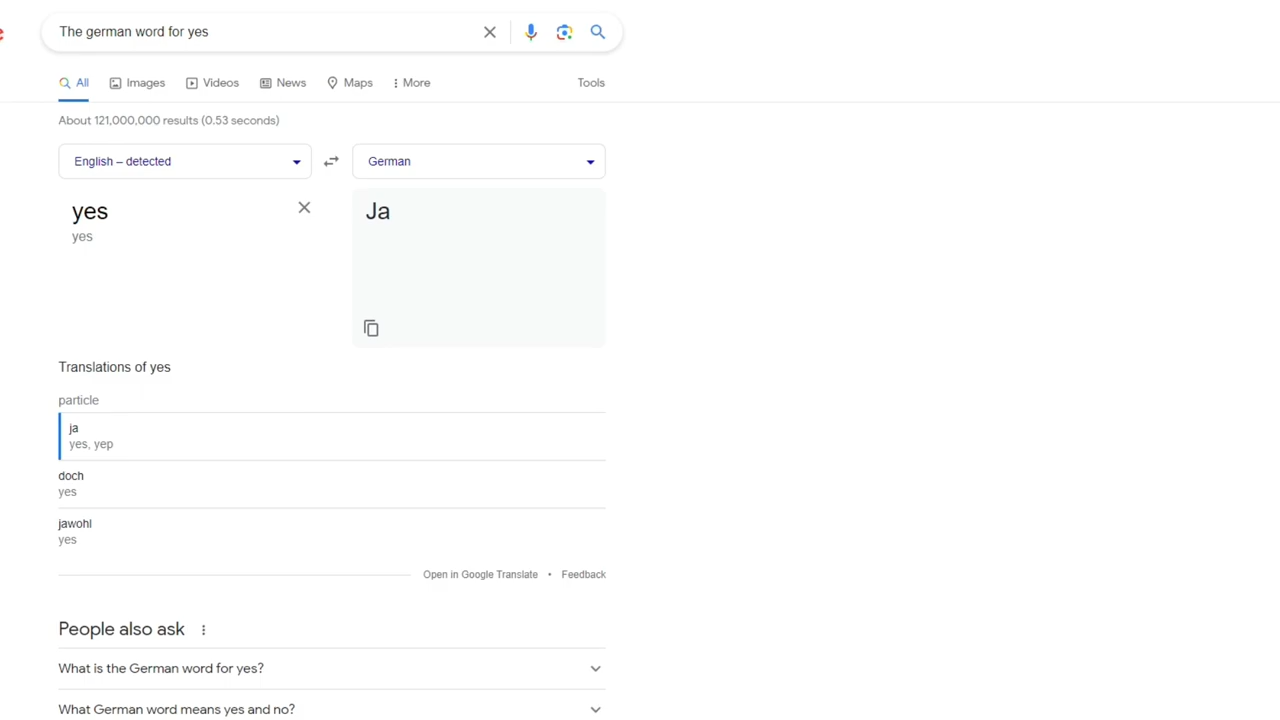 The german word for yes
All Images Videos News Maps More Tools
About 121,000,000 results (0.53 seconds)
English – detected German
yes Ja
yes
Translations of yes
particle
ja
yes, yep
doch
yes
jawohl
yes
Open in Google Translate • Feedback
People also ask
What is the German word for yes?
What German word means yes and no?